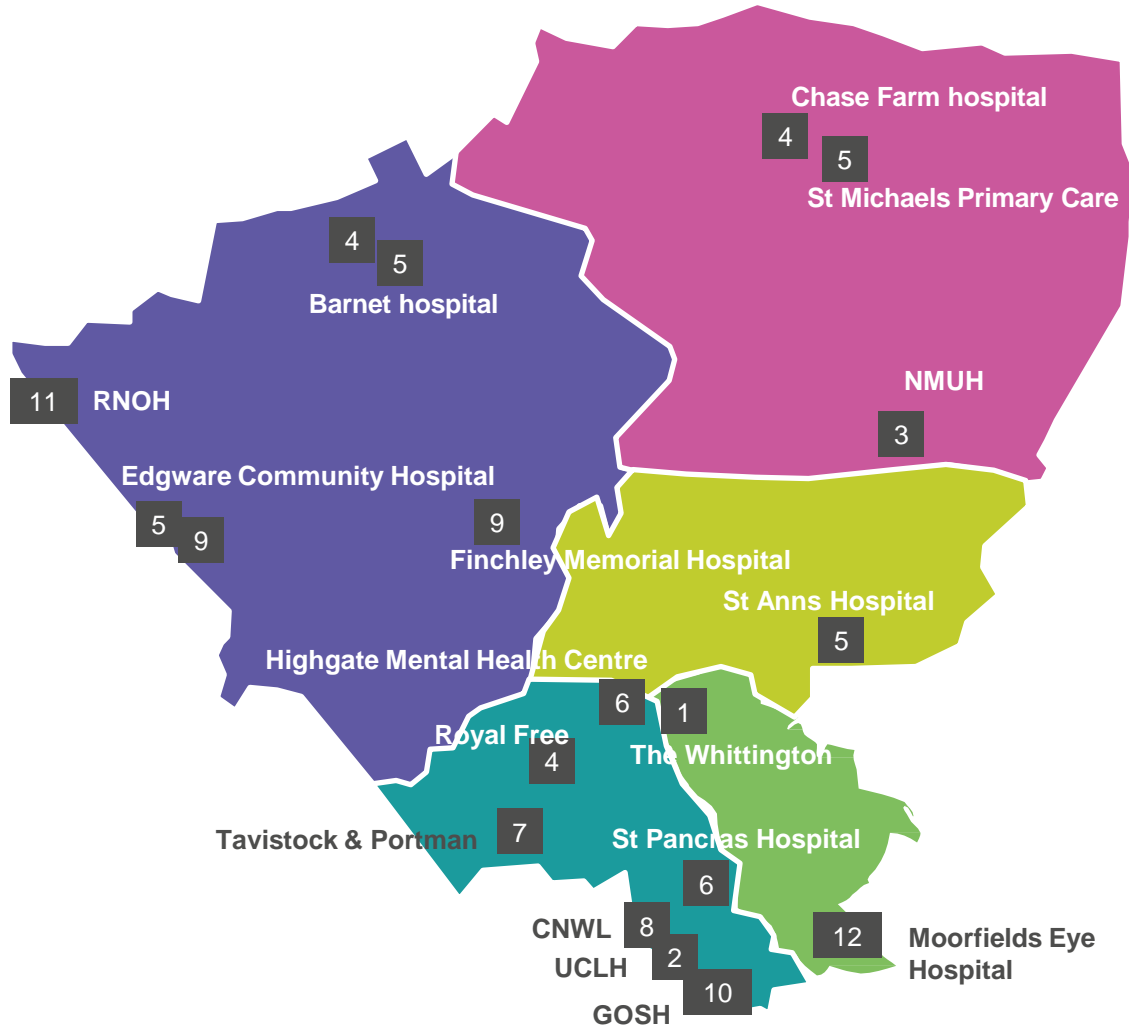 Chase Farm hospital
4
5
St Michaels Primary Care
4
5
Barnet hospital
NMUH
3
11
RNOH
Edgware Community Hospital
5
9
9
Finchley Memorial Hospital
St Anns Hospital
5
Highgate Mental Health Centre
6
1
Royal Free
4
The Whittington
Tavistock & Portman
7
St Pancras Hospital
6
CNWL
8
UCLH
2
GOSH
10
12
Moorfields Eye
Hospital